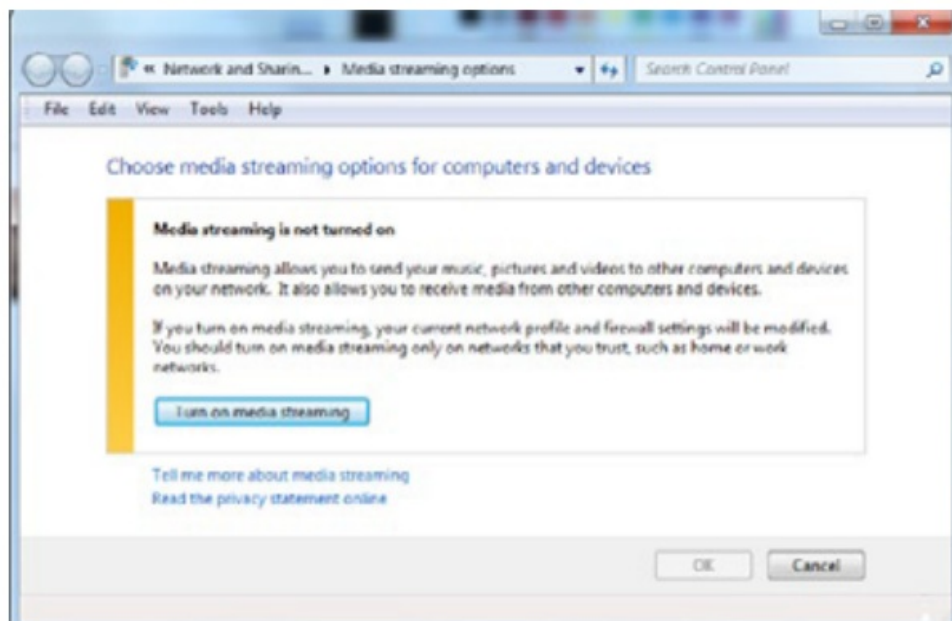 « Network and Sharin... ▸ Media streaming options
Search Control Panel
File Edit View Tools Help
Choose media streaming options for computers and devices
Media streaming is not turned on
Media streaming allows you to send your music, pictures and videos to other computers and devices
on your network. It also allows you to receive media from other computers and devices.
If you turn on media streaming, your current network profile and firewall settings will be modified.
You should turn on media streaming only on networks that you trust, such as home or work
networks.
Turn on media streaming
Tell me more about media streaming
Read the privacy statement online
OK Cancel